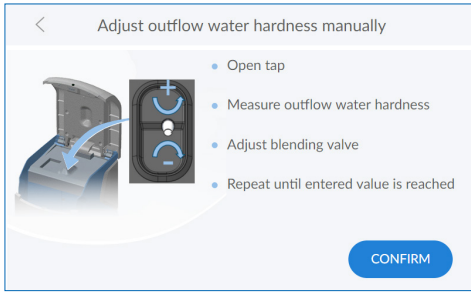 Adjust outflow water hardness manually
Open tap
Measure outflow water hardness
Adjust blending valve
Repeat until entered value is reached
CONFIRM